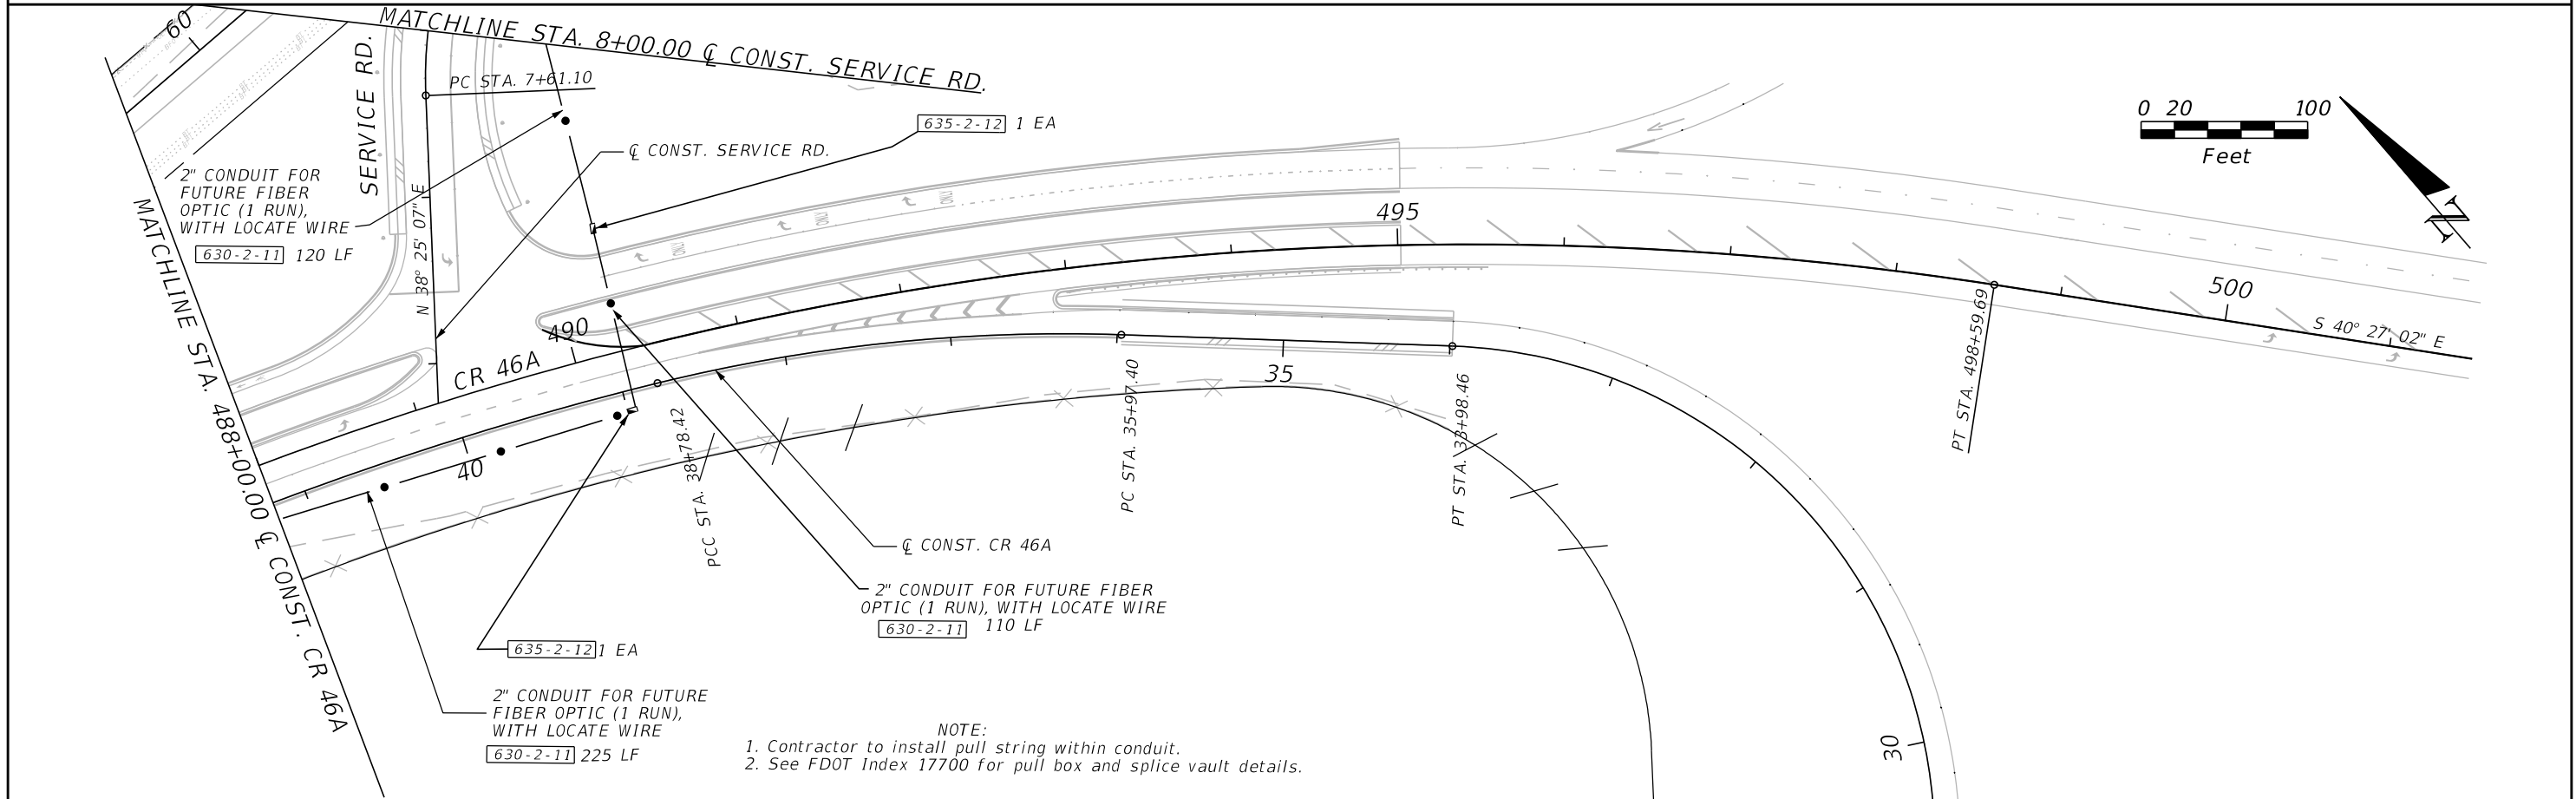 60
MATCHLINE STA. 8+00.00 ℄ CONST. SERVICE RD.
SERVICE RD.
PC STA. 7+61.10
635-2-12 1 EA
0 20 100
Feet
N
℄ CONST. SERVICE RD.
2" CONDUIT FOR
FUTURE FIBER
OPTIC (1 RUN),
WITH LOCATE WIRE
630-2-11 120 LF
N 38° 25' 07" E
ONLY
ONLY
ONLY
495
490
500
S 40° 27' 02" E
CR 46A
35
40
30
MATCHLINE STA. 488+00.00 ℄ CONST. CR 46A
PCC STA. 38+78.42
PC STA. 35+97.40
PT STA. 33+98.46
PT STA. 498+59.69
℄ CONST. CR 46A
2" CONDUIT FOR FUTURE FIBER
OPTIC (1 RUN), WITH LOCATE WIRE
630-2-11 110 LF
635-2-12 1 EA
2" CONDUIT FOR FUTURE
FIBER OPTIC (1 RUN),
WITH LOCATE WIRE
630-2-11 225 LF
NOTE:
1. Contractor to install pull string within conduit.
2. See FDOT Index 17700 for pull box and splice vault details.